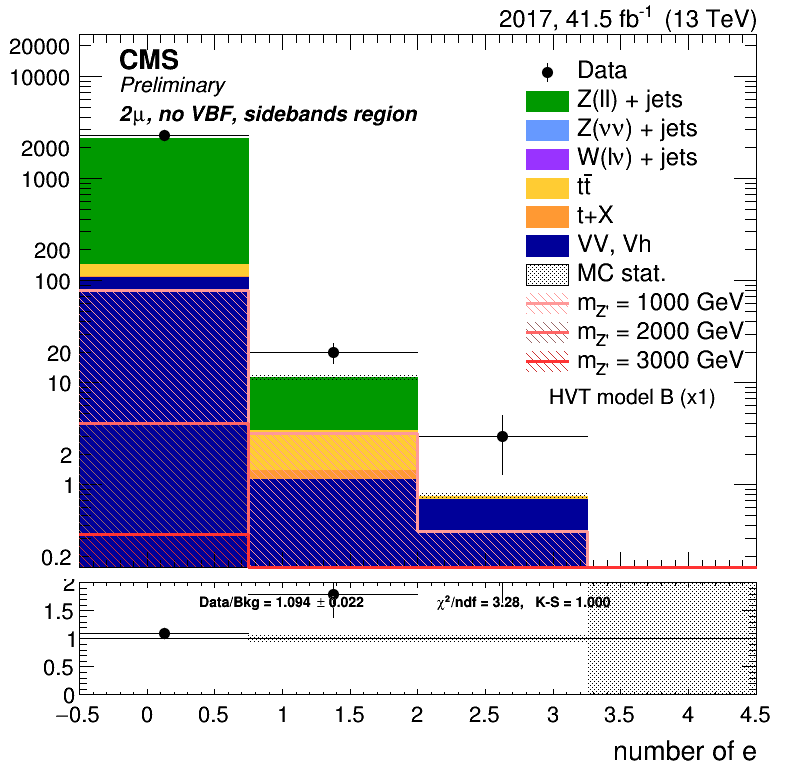 2017, 41.5 fb⁻¹ (13 TeV)
CMS
Preliminary
2μ, no VBF, sidebands region
Data
Z(ll) + jets
Z(νν) + jets
W(lν) + jets
tt̄
t+X
VV, Vh
MC stat.
m_Z' = 1000 GeV
m_Z' = 2000 GeV
m_Z' = 3000 GeV
HVT model B (x1)
20000
10000
2000
1000
200
100
20
10
2
1
0.2
2
1.5
1
0.5
0
Data/Bkg = 1.094 ± 0.022 χ²/ndf = 3.28, K-S = 1.000
−0.5 0 0.5 1 1.5 2 2.5 3 3.5 4 4.5
number of e